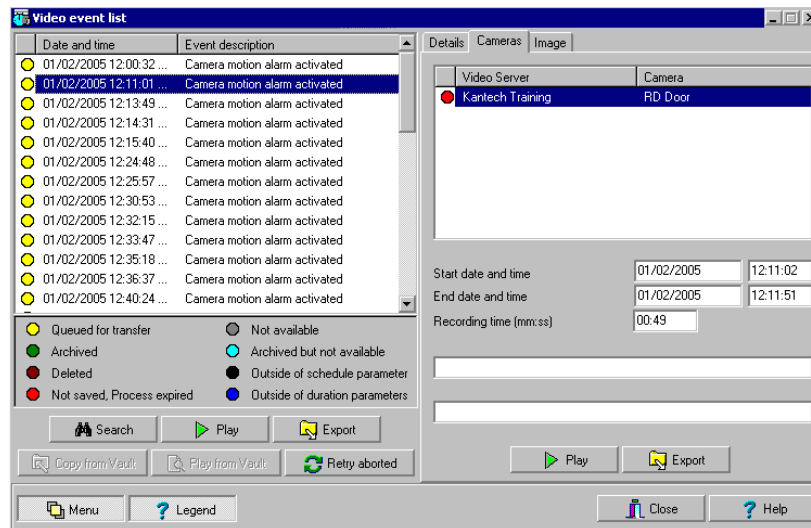 Video event list
Date and time Event description
01/02/2005 12:00:32 ... Camera motion alarm activated
01/02/2005 12:11:01 ... Camera motion alarm activated
01/02/2005 12:13:49 ... Camera motion alarm activated
01/02/2005 12:14:31 ... Camera motion alarm activated
01/02/2005 12:15:40 ... Camera motion alarm activated
01/02/2005 12:24:48 ... Camera motion alarm activated
01/02/2005 12:25:57 ... Camera motion alarm activated
01/02/2005 12:30:53 ... Camera motion alarm activated
01/02/2005 12:32:15 ... Camera motion alarm activated
01/02/2005 12:33:47 ... Camera motion alarm activated
01/02/2005 12:35:18 ... Camera motion alarm activated
01/02/2005 12:36:37 ... Camera motion alarm activated
01/02/2005 12:40:24 ... Camera motion alarm activated
Queued for transfer Not available
Archived Archived but not available
Deleted Outside of schedule parameter
Not saved, Process expired Outside of duration parameters
Search Play Export
Copy from Vault Play from Vault Retry aborted
Details Cameras Image
Video Server Camera
Kantech Training RD Door
Start date and time 01/02/2005 12:11:02
End date and time 01/02/2005 12:11:51
Recording time (mm:ss) 00:49
Play Export
Menu Legend Close Help